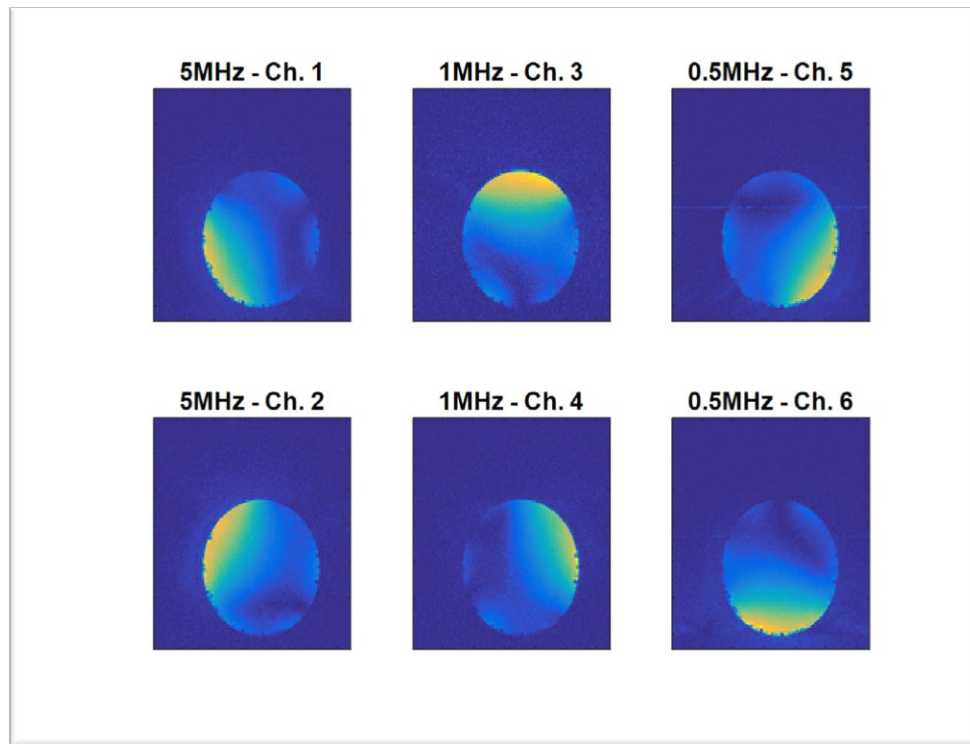 5MHz - Ch. 1
1MHz - Ch. 3
0.5MHz - Ch. 5
5MHz - Ch. 2
1MHz - Ch. 4
0.5MHz - Ch. 6